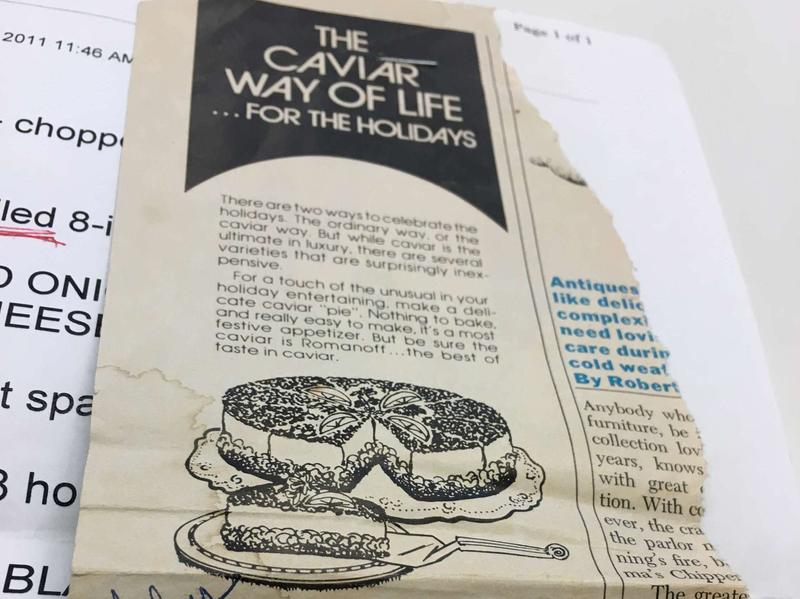 2011 11:46 AM
chopp
led 8-i
ONI
EES
t spa
ho
BL
THE
CAVIAR
WAY OF LIFE
...FOR THE HOLIDAYS
There are two ways to celebrate the
holidays. The ordinary way, or the
caviar way. But while caviar is the
ultimate in luxury, there are several
varieties that are surprisingly inex-
pensive.
For a touch of the unusual in your
holiday entertaining, make a deli-
cate caviar "pie". Nothing to bake,
and really easy to make, it's a most
festive appetizer. But be sure the
caviar is Romanoff...the best of
taste in caviar.
Page 1 of 1
Antiques
like delic
complexi
need lovi
care durin
cold weat
By Robert
Anybody who
furniture, be
collection lov
years, knows
with great
tion. With co
ever, the cra
the parlor n
ning's fire, b
ma's Chippe
The greate